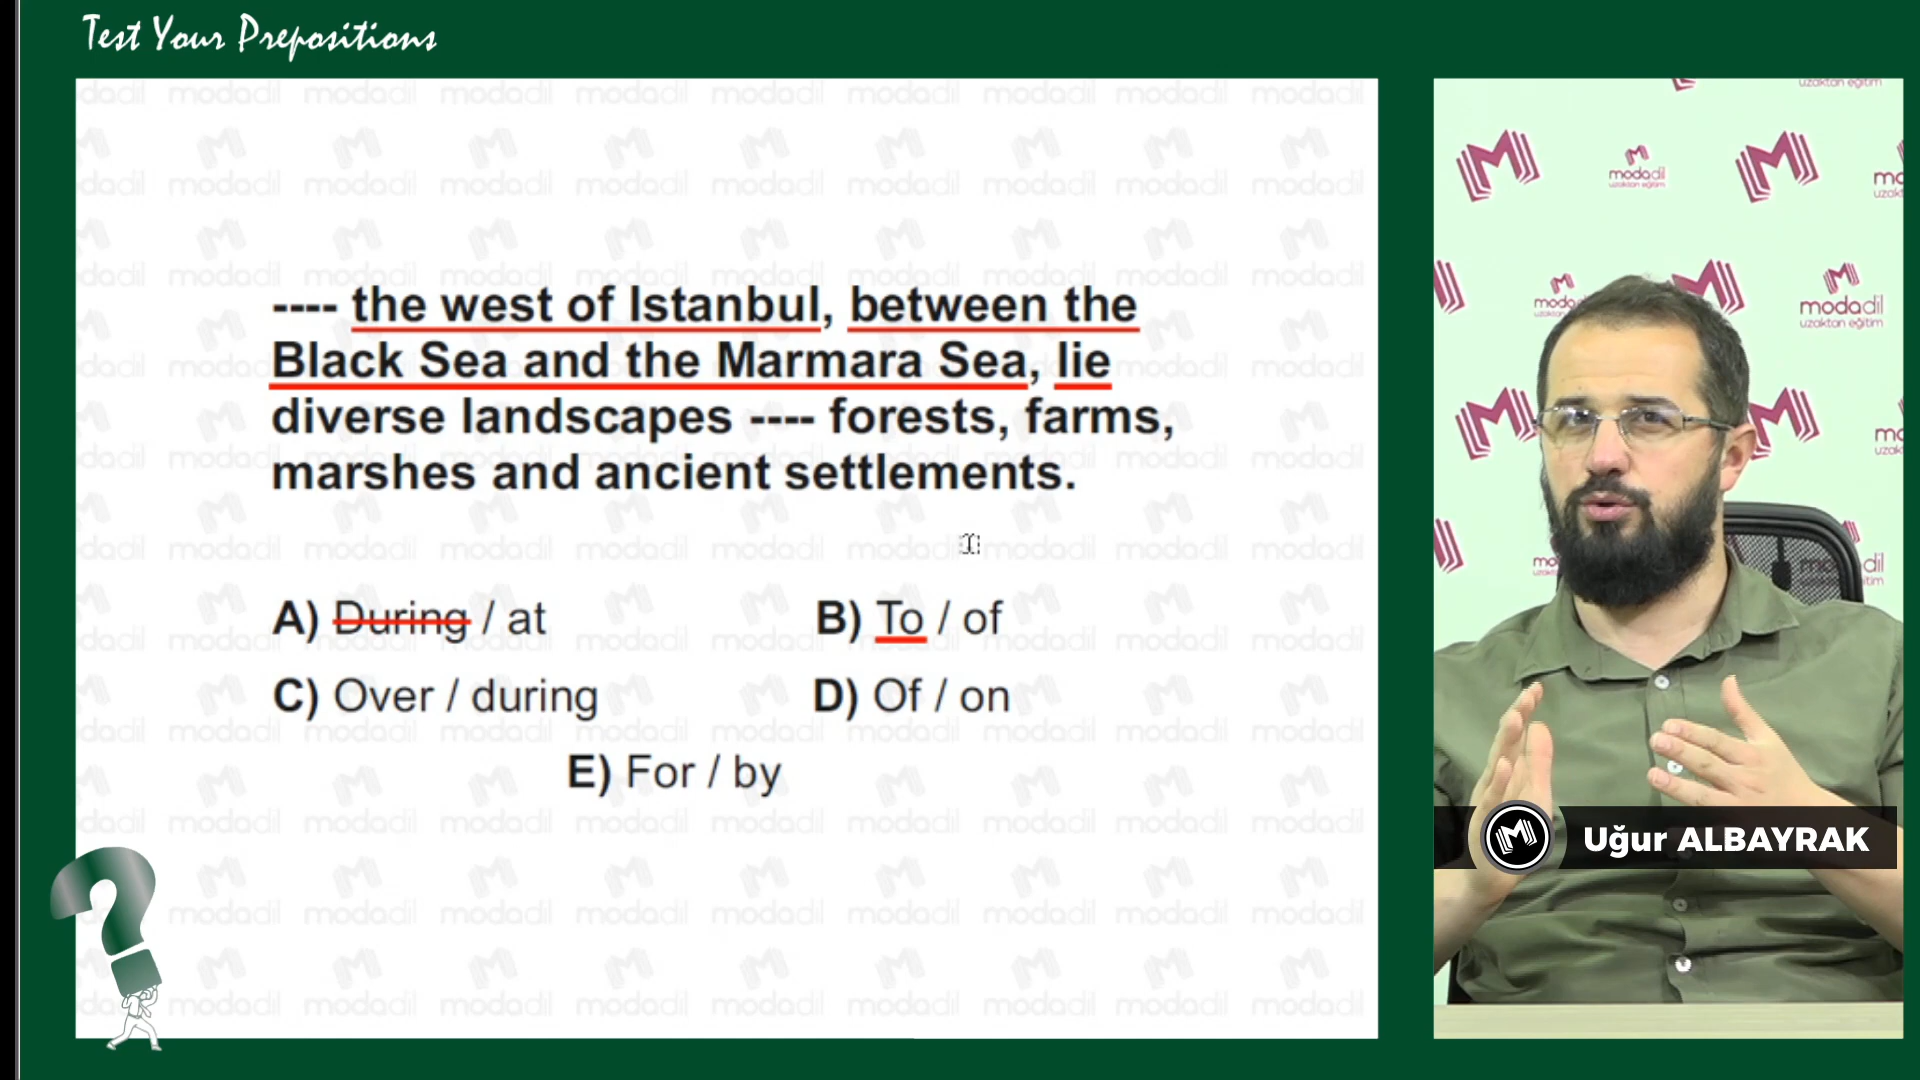 Test Your Prepositions
---- the west of Istanbul, between the
Black Sea and the Marmara Sea, lie
diverse landscapes ---- forests, farms,
marshes and ancient settlements.
A) During / at
B) To / of
C) Over / during
D) Of / on
E) For / by
modadil
uzaktan eğitim
Uğur ALBAYRAK